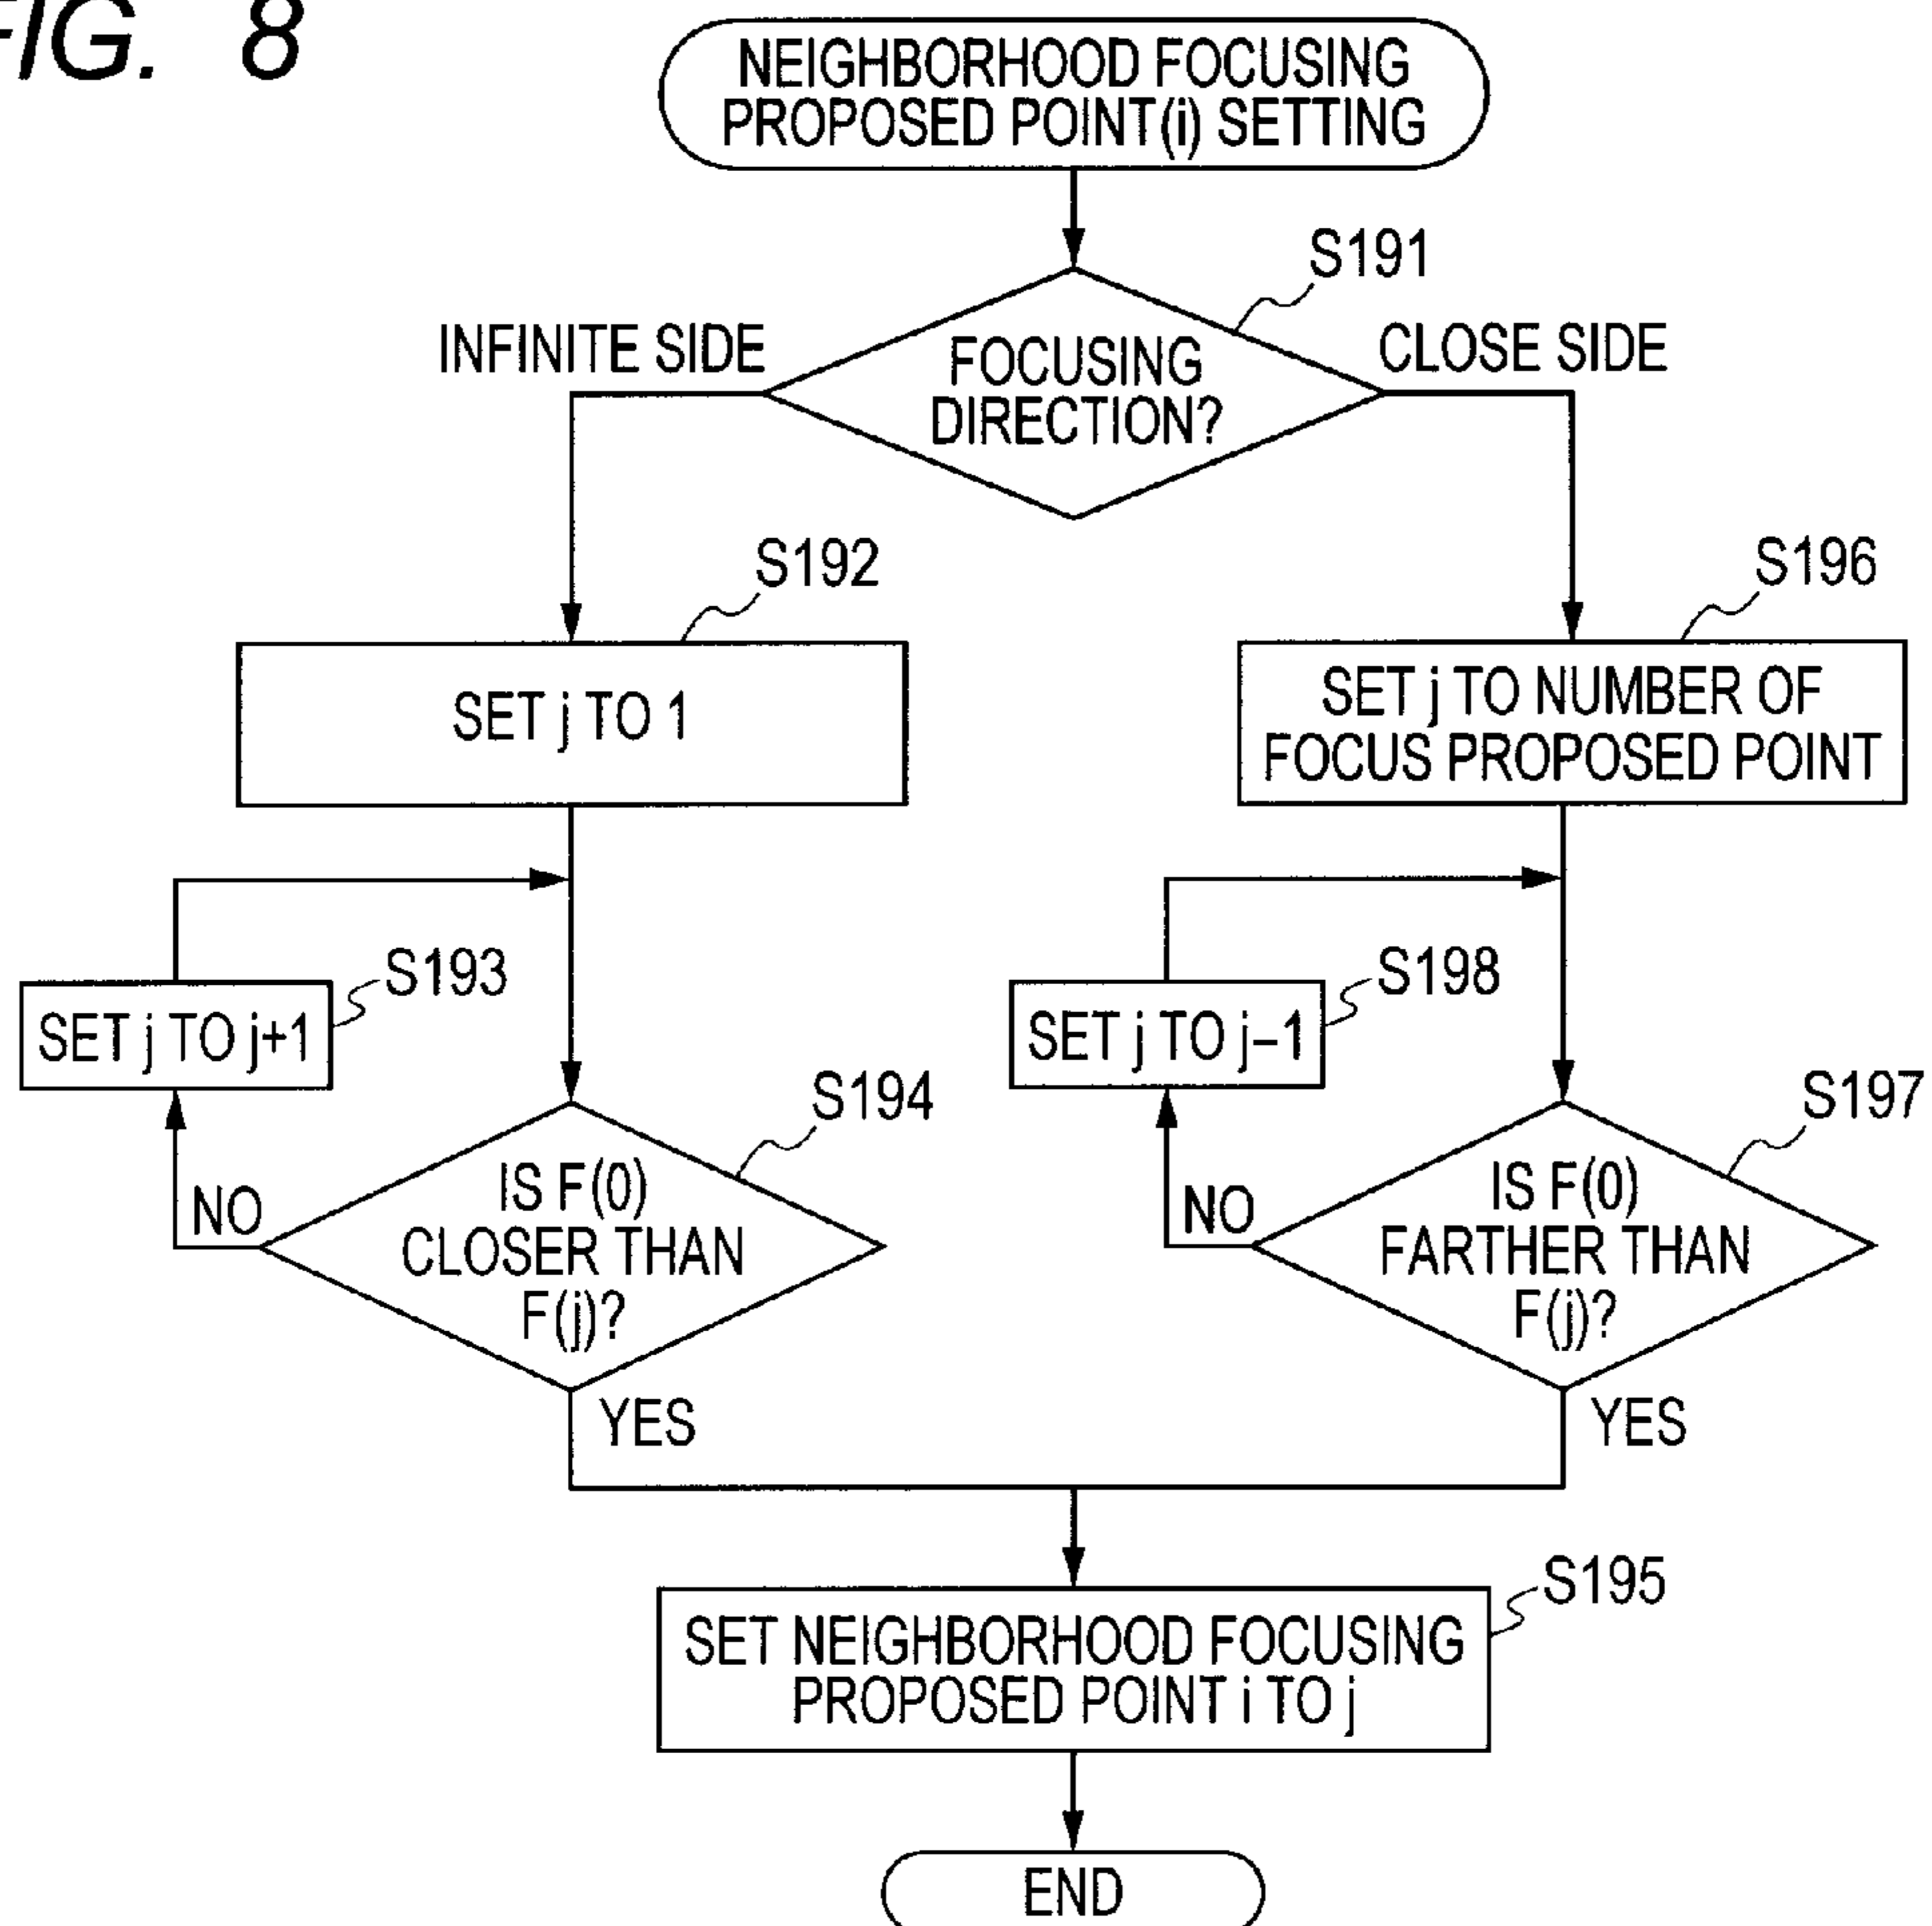 FIG. 8
NEIGHBORHOOD FOCUSING
PROPOSED POINT(i) SETTING
S191
INFINITE SIDE
FOCUSING
DIRECTION?
CLOSE SIDE
S192
SET j TO 1
S196
SET j TO NUMBER OF
FOCUS PROPOSED POINT
S193
SET j TO j+1
S194
IS F(0)
CLOSER THAN
F(j)?
NO
YES
S198
SET j TO j–1
S197
IS F(0)
FARTHER THAN
F(j)?
NO
YES
S195
SET NEIGHBORHOOD FOCUSING
PROPOSED POINT i TO j
END